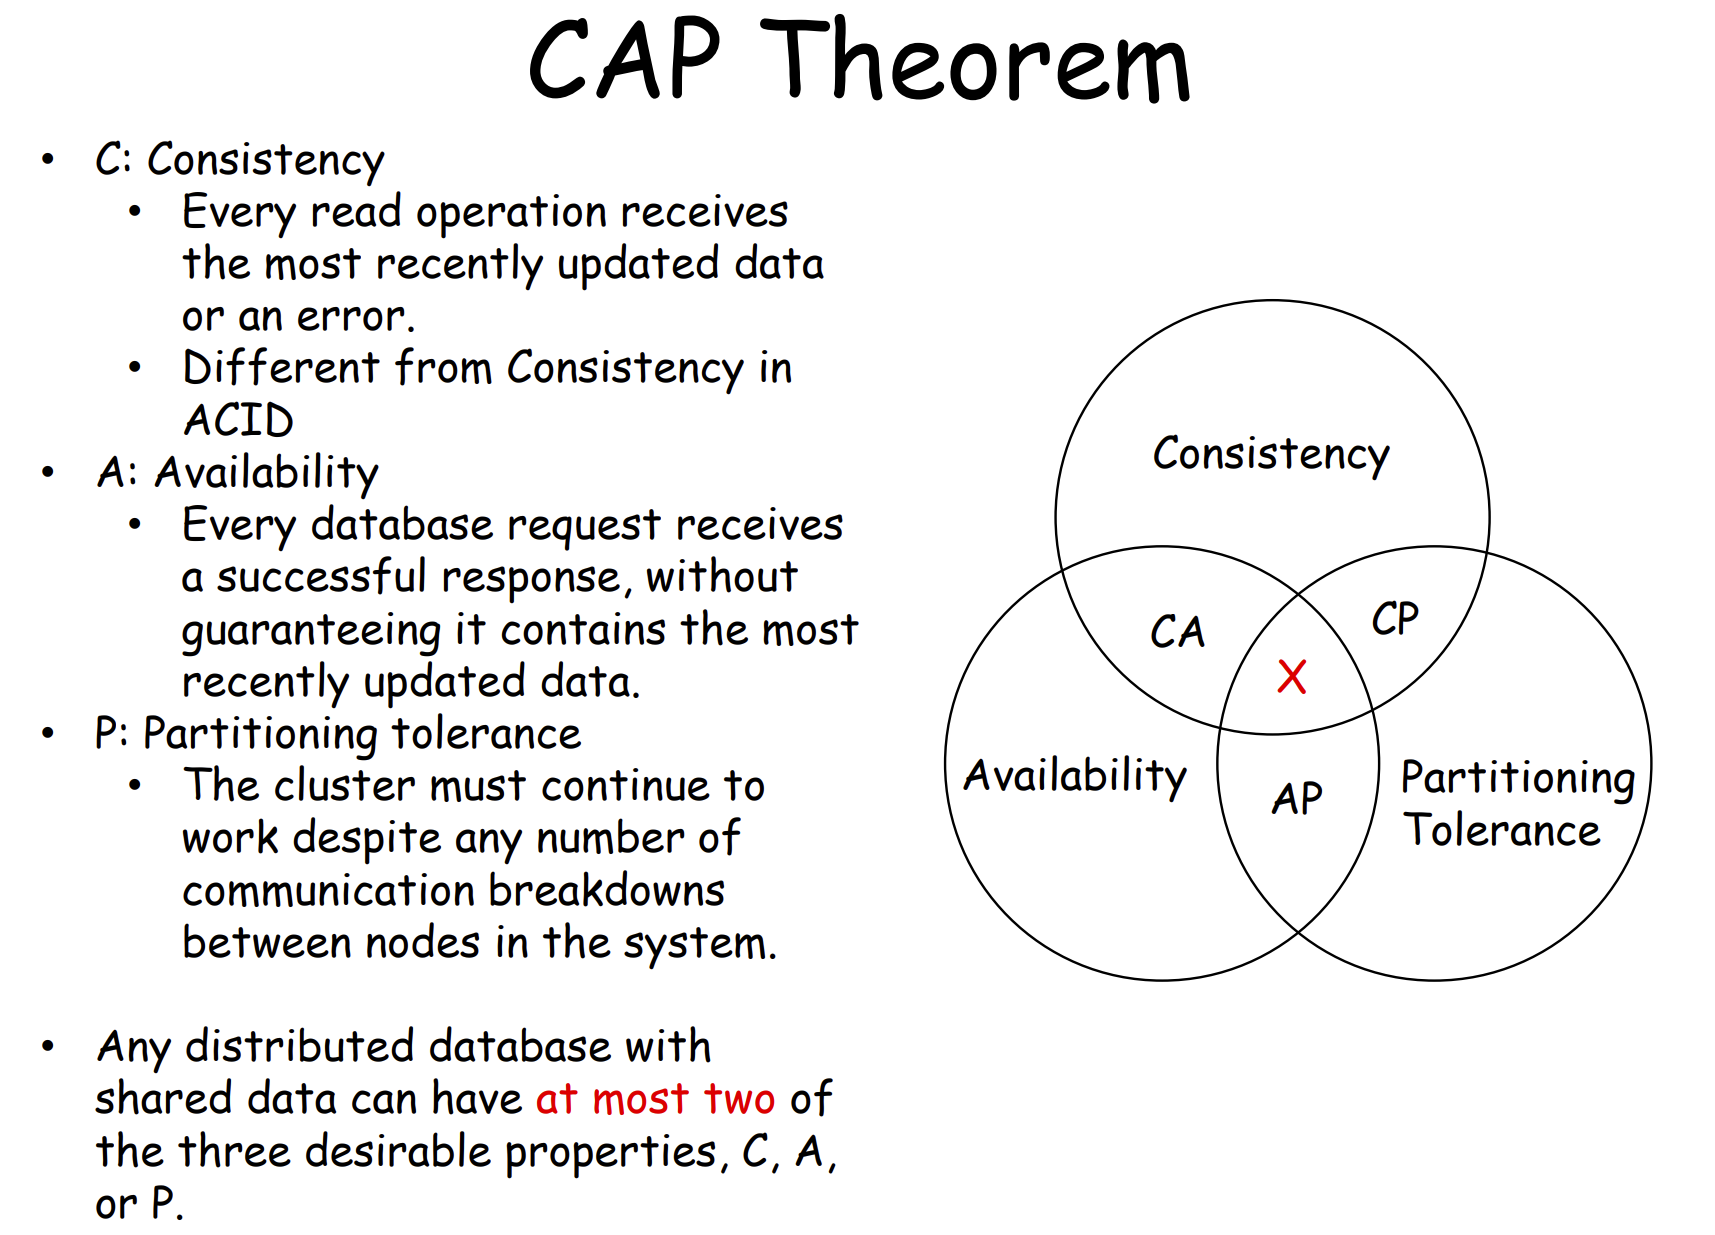 CAP Theorem
• C: Consistency
• Every read operation receives
the most recently updated data
or an error.
• Different from Consistency in
ACID
• A: Availability
• Every database request receives
a successful response, without
guaranteeing it contains the most
recently updated data.
• P: Partitioning tolerance
• The cluster must continue to
work despite any number of
communication breakdowns
between nodes in the system.
• Any distributed database with
shared data can have at most two of
the three desirable properties, C, A,
or P.
Consistency
CA
CP
X
Availability
AP
Partitioning
Tolerance